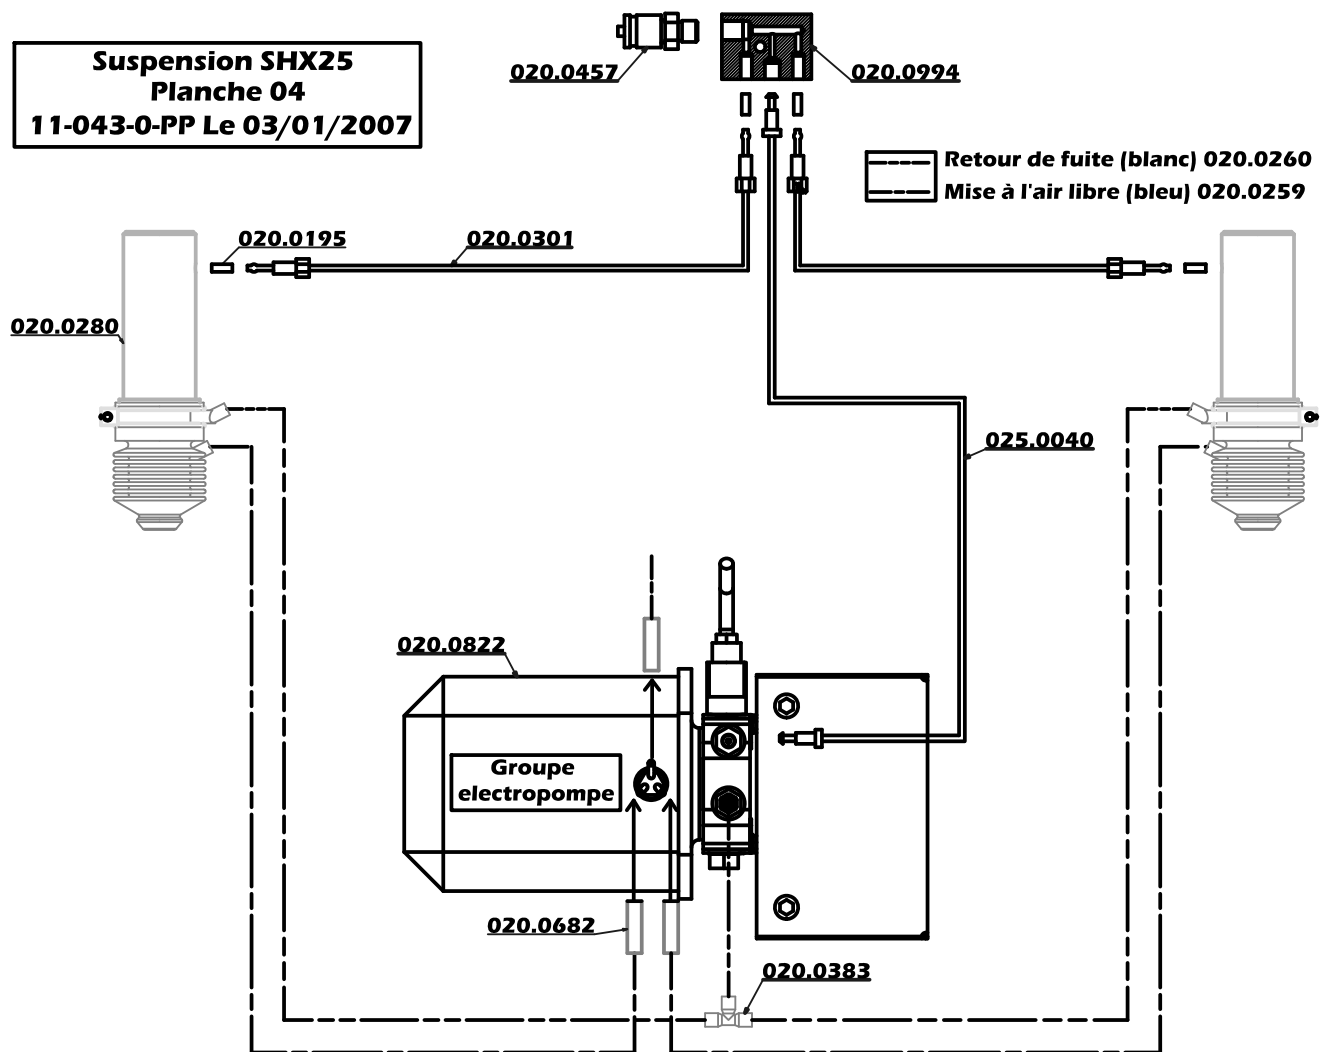 Suspension SHX25
Planche 04
11-043-0-PP Le 03/01/2007
020.0457
020.0994
Retour de fuite (blanc) 020.0260
Mise à l'air libre (bleu) 020.0259
020.0195
020.0301
020.0280
025.0040
020.0822
Groupe
electropompe
020.0682
020.0383